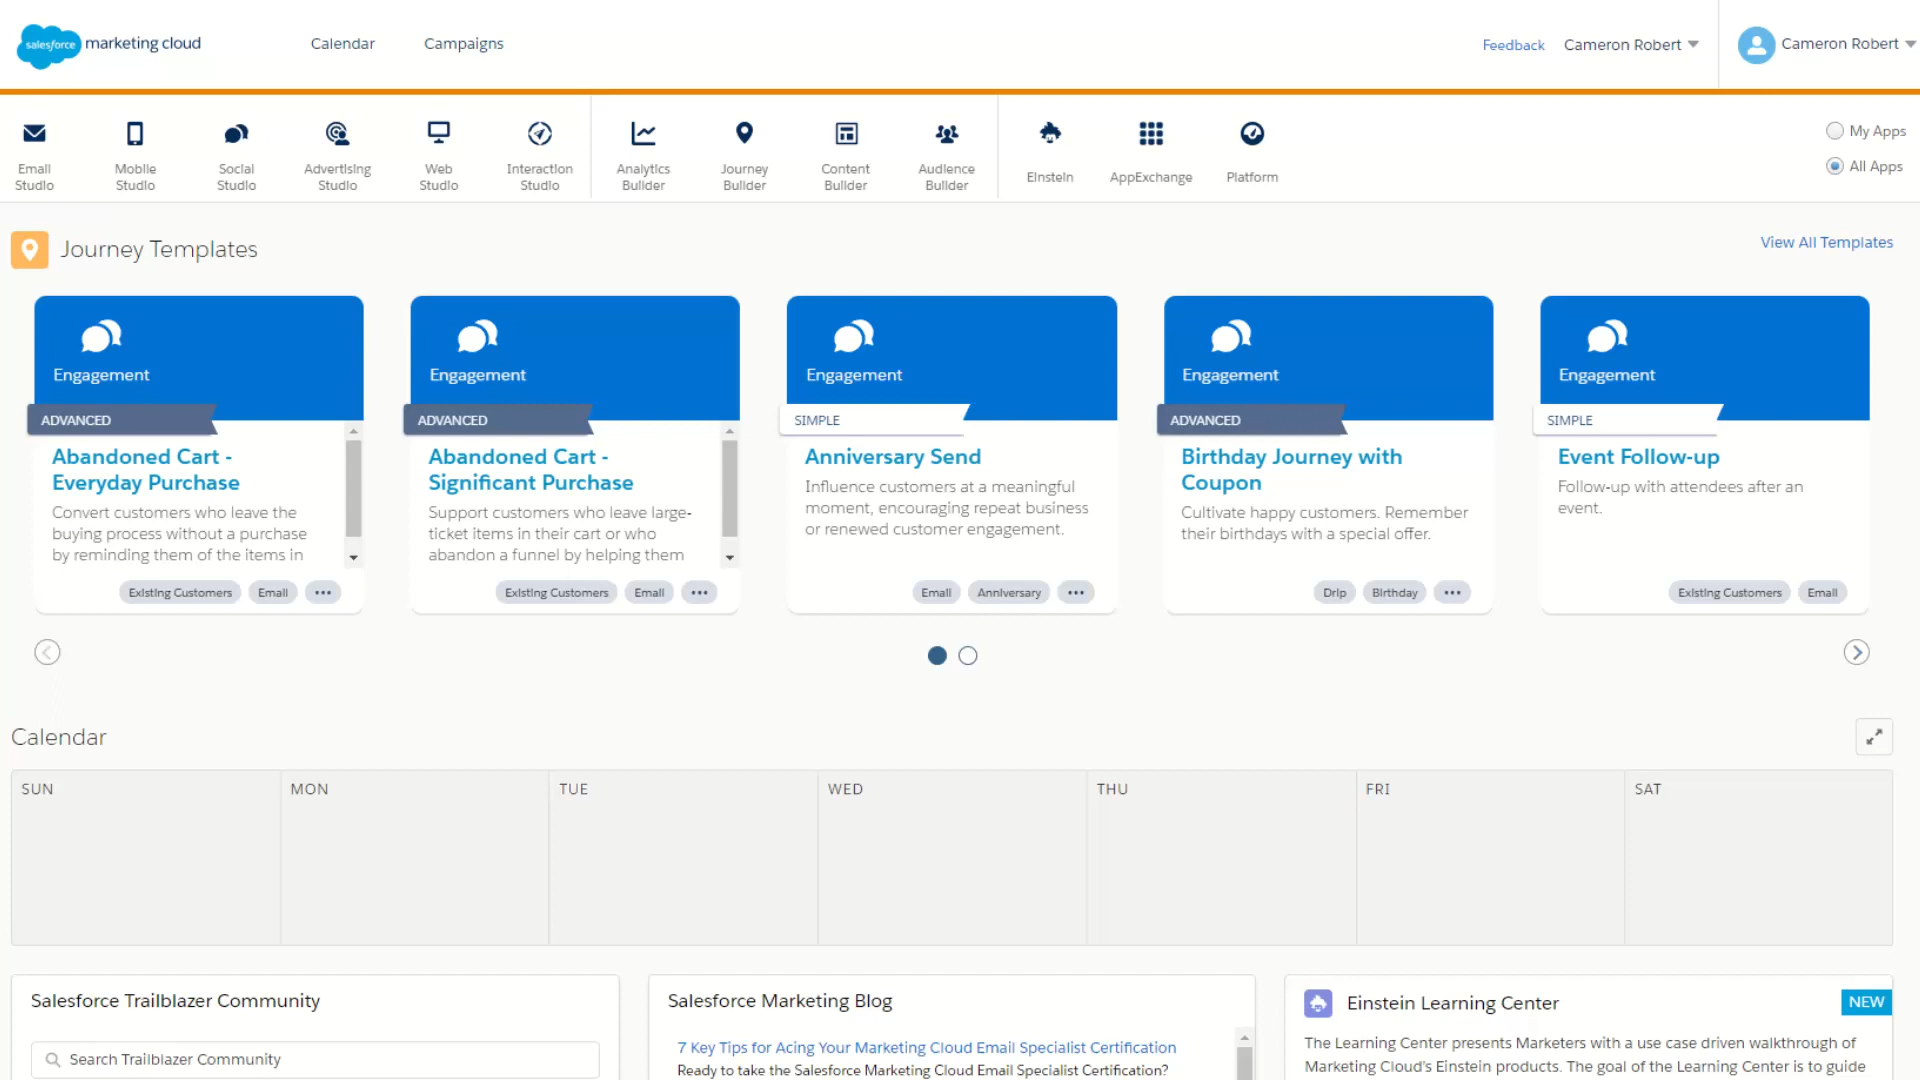 salesforce marketing cloud
Calendar
Campaigns
Feedback
Cameron Robert
Cameron Robert
Email
Studio
Mobile
Studio
Social
Studio
Advertising
Studio
Web
Studio
Interaction
Studio
Analytics
Builder
Journey
Builder
Content
Builder
Audience
Builder
Einstein
AppExchange
Platform
My Apps
All Apps
Journey Templates
View All Templates
Engagement
ADVANCED
Abandoned Cart -
Everyday Purchase
Convert customers who leave the
buying process without a purchase
by reminding them of the items in
Existing Customers
Email
•••
Engagement
ADVANCED
Abandoned Cart -
Significant Purchase
Support customers who leave large-
ticket items in their cart or who
abandon a funnel by helping them
Existing Customers
Email
•••
Engagement
SIMPLE
Anniversary Send
Influence customers at a meaningful
moment, encouraging repeat business
or renewed customer engagement.
Email
Anniversary
•••
Engagement
ADVANCED
Birthday Journey with
Coupon
Cultivate happy customers. Remember
their birthdays with a special offer.
Drip
Birthday
•••
Engagement
SIMPLE
Event Follow-up
Follow-up with attendees after an
event.
Existing Customers
Email
Calendar
SUN
MON
TUE
WED
THU
FRI
SAT
Salesforce Trailblazer Community
Search Trailblazer Community
Salesforce Marketing Blog
7 Key Tips for Acing Your Marketing Cloud Email Specialist Certification
Ready to take the Salesforce Marketing Cloud Email Specialist Certification?
Einstein Learning Center
NEW
The Learning Center presents Marketers with a use case driven walkthrough of
Marketing Cloud's Einstein products. The goal of the Learning Center is to guide